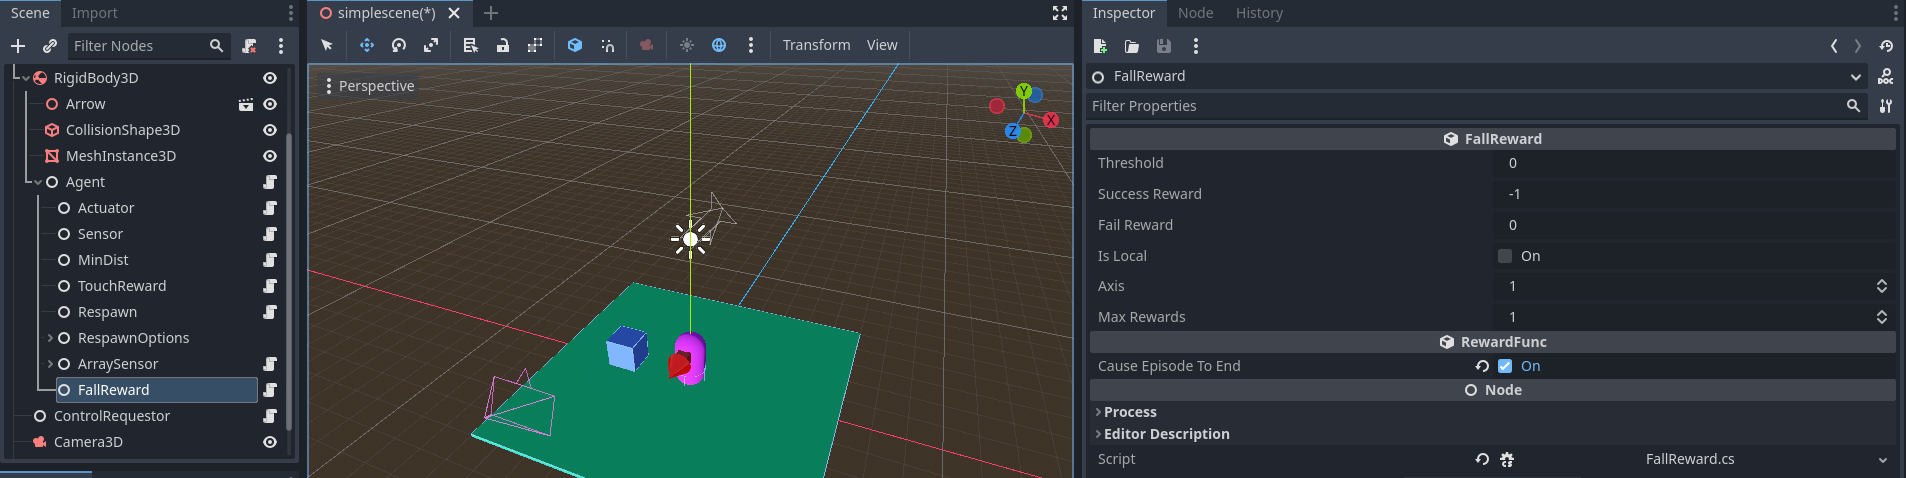 Scene Import
Filter Nodes
RigidBody3D
Arrow
CollisionShape3D
MeshInstance3D
Agent
Actuator
Sensor
MinDist
TouchReward
Respawn
RespawnOptions
ArraySensor
FallReward
ControlRequestor
Camera3D
simplescene(*)
Transform View
Perspective
Y
X
Z
Inspector Node History
FallReward
Filter Properties
FallReward
Threshold 0
Success Reward -1
Fail Reward 0
Is Local On
Axis 1
Max Rewards 1
RewardFunc
Cause Episode To End On
Node
Process
Editor Description
Script FallReward.cs